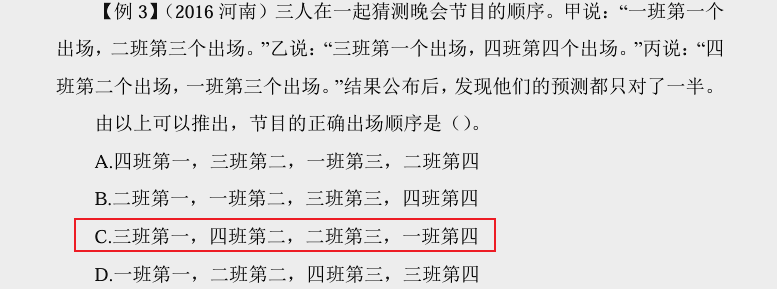 【例 3】（2016 河南）三人在一起猜测晚会节目的顺序。甲说：“一班第一个
出场，二班第三个出场。”乙说：“三班第一个出场，四班第四个出场。”丙说：“四
班第二个出场，一班第三个出场。”结果公布后，发现他们的预测都只对了一半。
由以上可以推出，节目的正确出场顺序是（）。
A.四班第一，三班第二，一班第三，二班第四
B.二班第一，一班第二，三班第三，四班第四
C.三班第一，四班第二，二班第三，一班第四
D.一班第一，二班第二，四班第三，三班第四